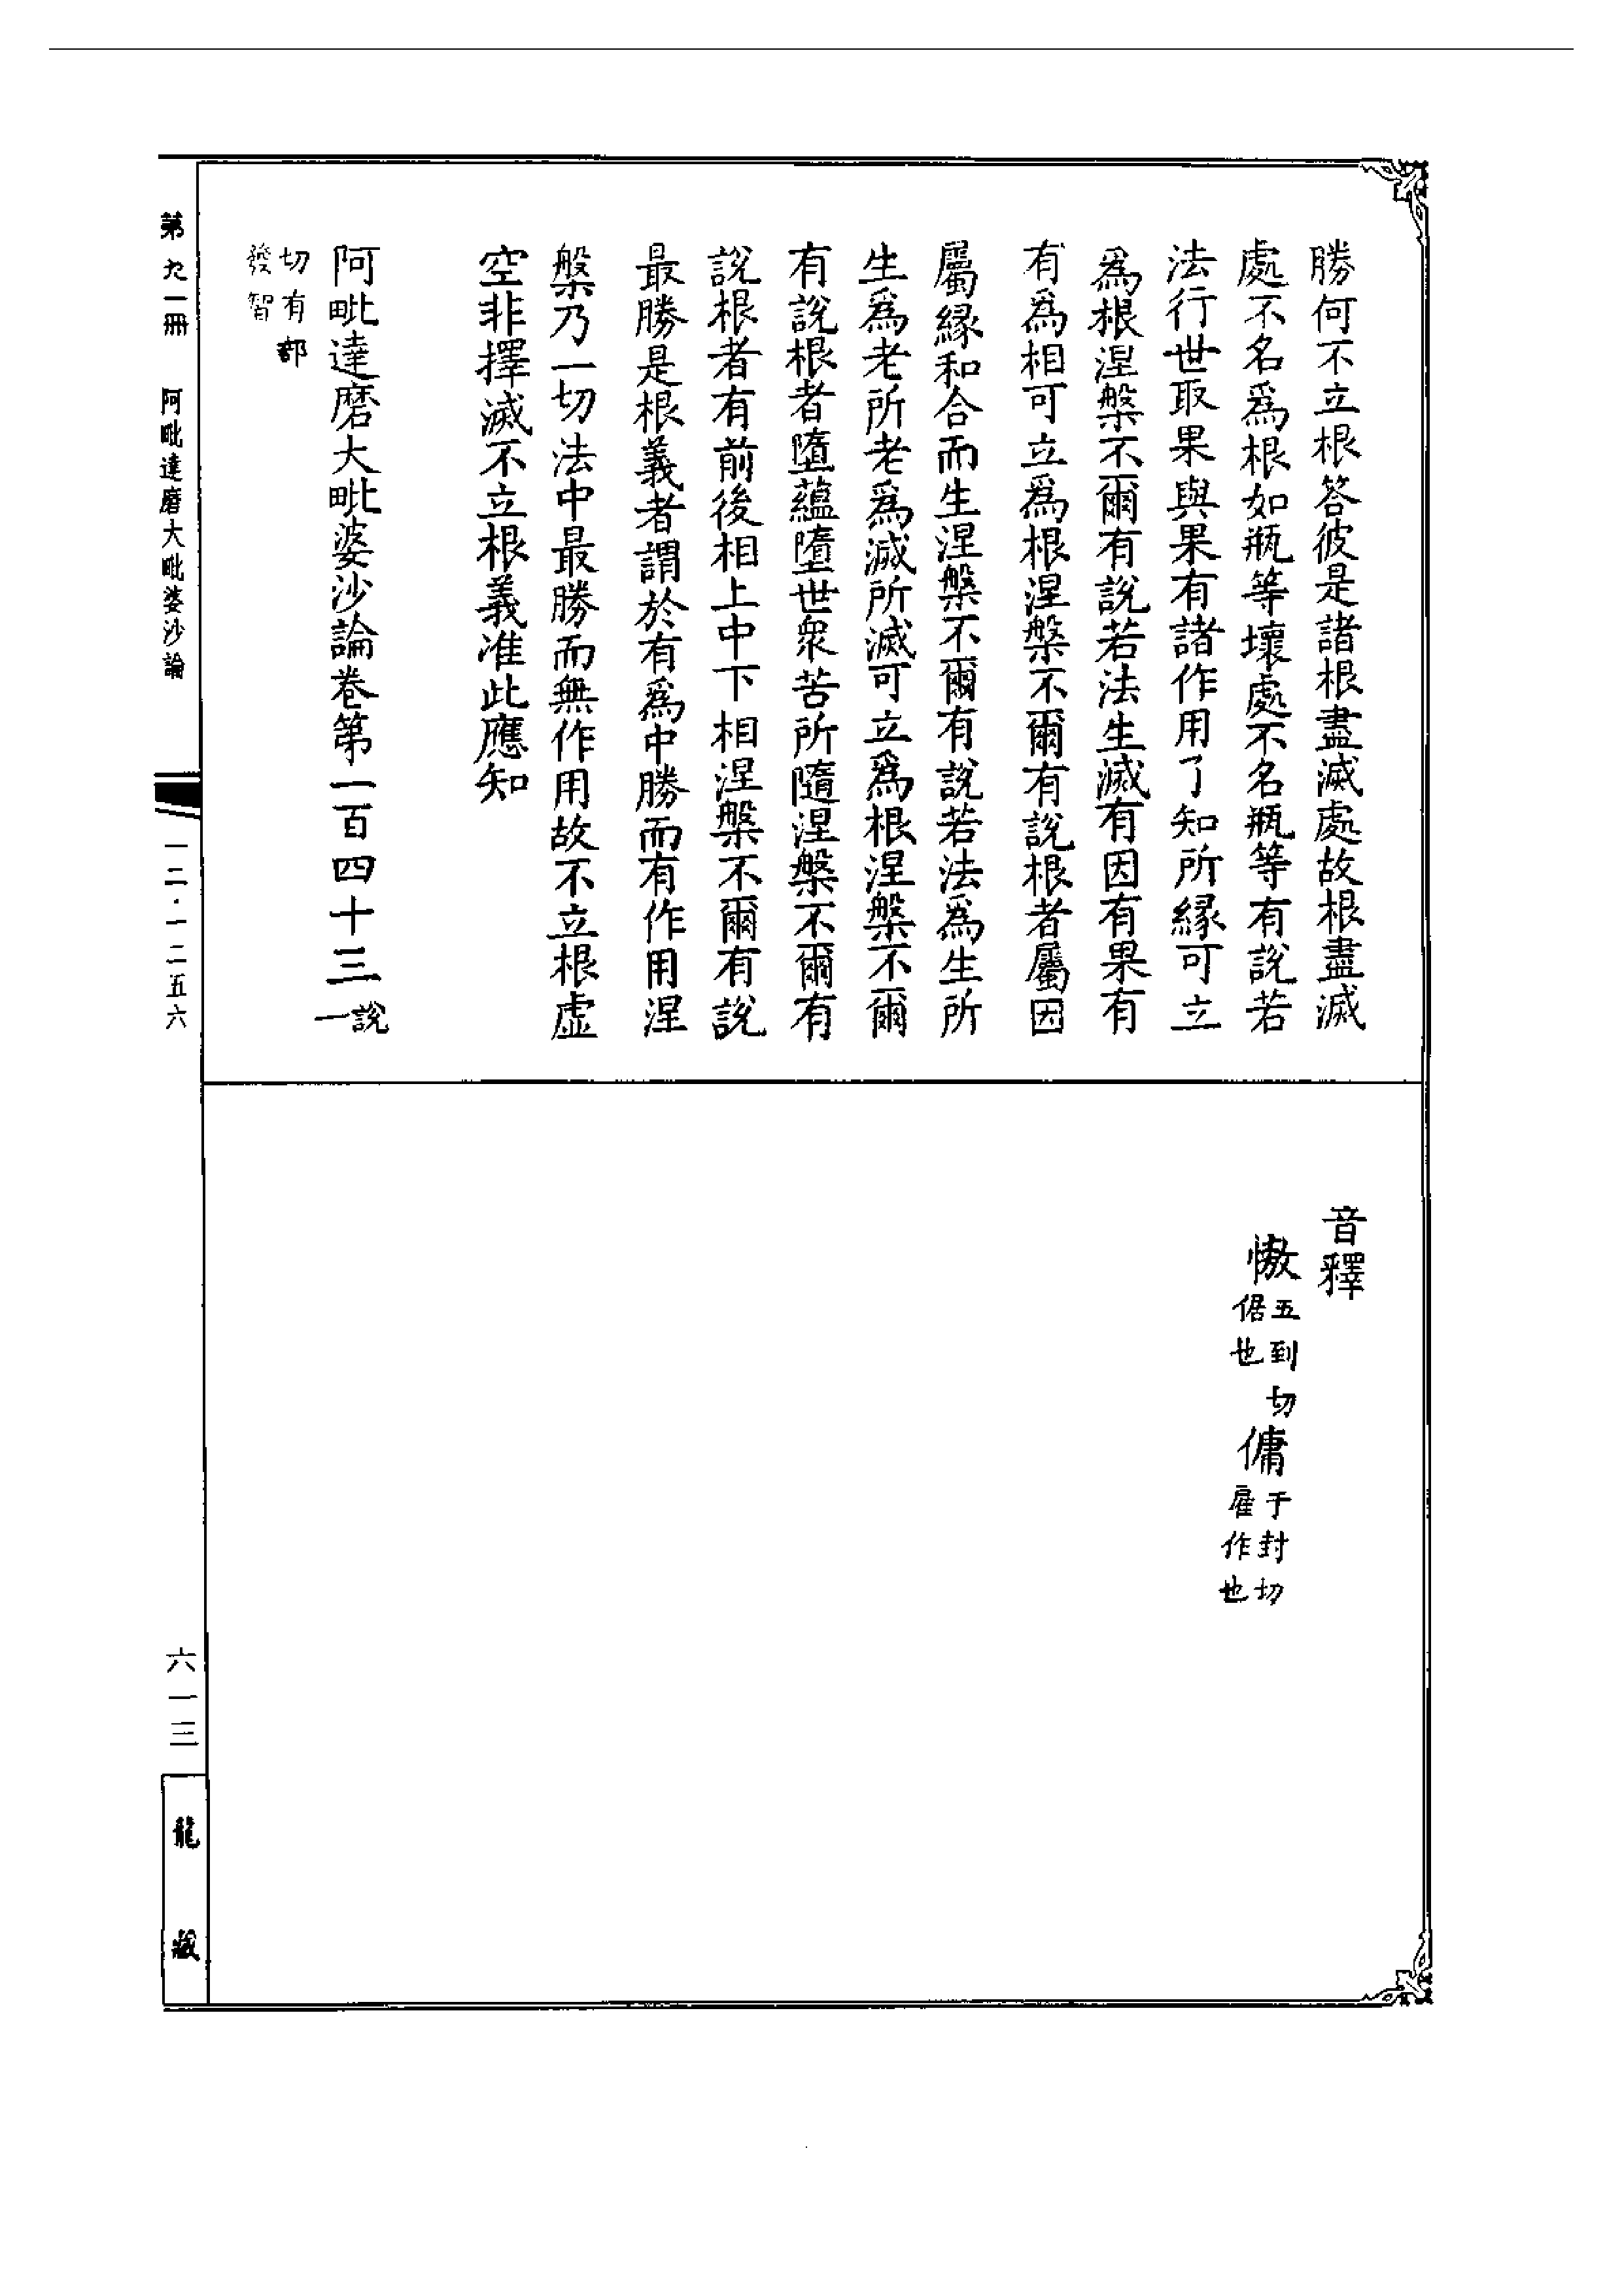 勝何不立根答彼是諸根盡滅處故根盡滅
處不名爲根如瓶等壞處不名瓶等有說若
法行世取果與果有諸作用了知所緣可立
爲根涅槃不爾有說若法生滅有因有果有
有爲相可立爲根涅槃不爾有說根者屬因
屬緣和合而生涅槃不爾有說若法爲生所
生爲老所老爲滅所滅可立爲根涅槃不爾
有說根者墮蘊墮世衆苦所隨涅槃不爾有
說根者有前後相上中下相涅槃不爾有說
最勝是根義者謂於有爲中勝而有作用涅
槃乃一切法中最勝而無作用故不立根虛
空非擇滅不立根義准此應知
阿毗達磨大毗婆沙論卷第一百四十三說一
切有部
發智
音釋
慠五到切倨也傭于封切雇作也
第九一冊 阿毗達磨大毗婆沙論 一二·一二五六
六一三
龍藏